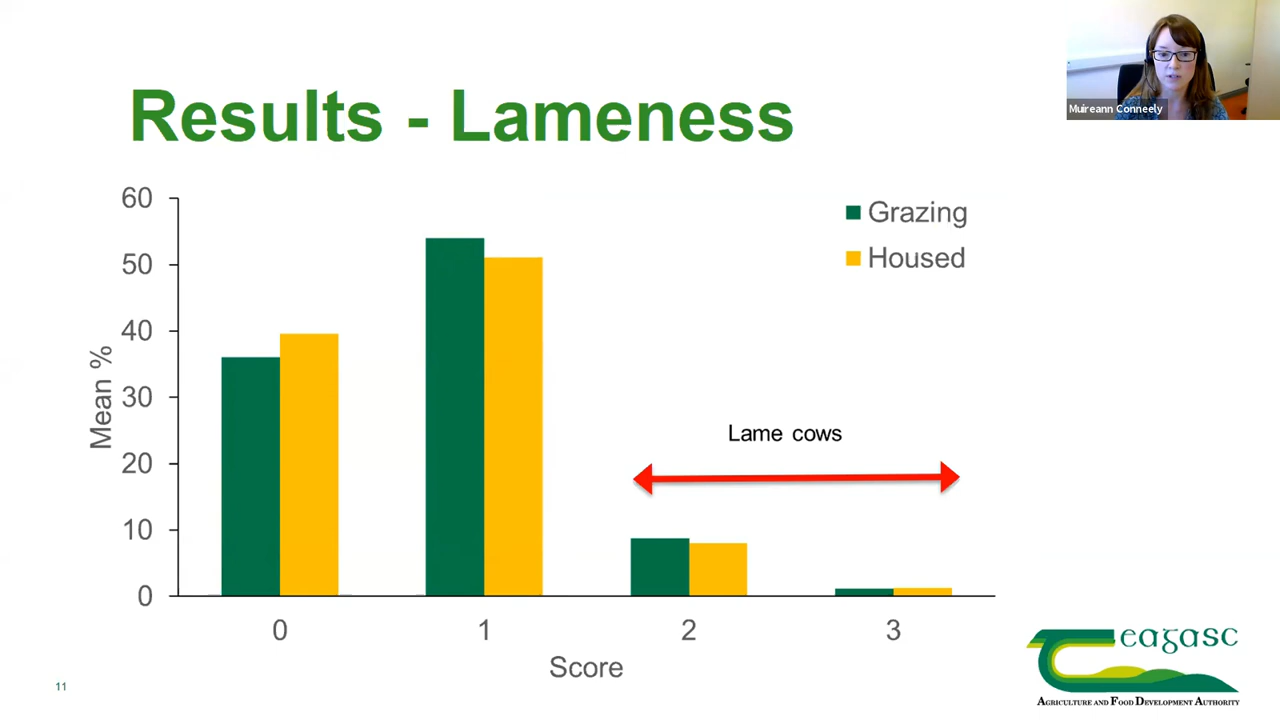 Muireann Conneely
Results - Lameness
60
50
40
30
20
10
0
Mean %
Grazing
Housed
Lame cows
0 1 2 3
Score
11
teagasc
AGRICULTURE AND FOOD DEVELOPMENT AUTHORITY